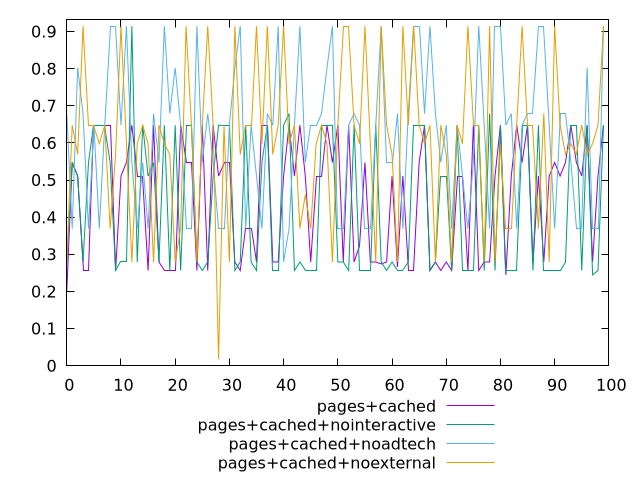 0.9
0.8
0.7
0.6
0.5
0.4
0.3
0.2
0.1
0
0 10 20 30 40 50 60 70 80 90 100
pages+cached
pages+cached+nointeractive
pages+cached+noadtech
pages+cached+noexternal